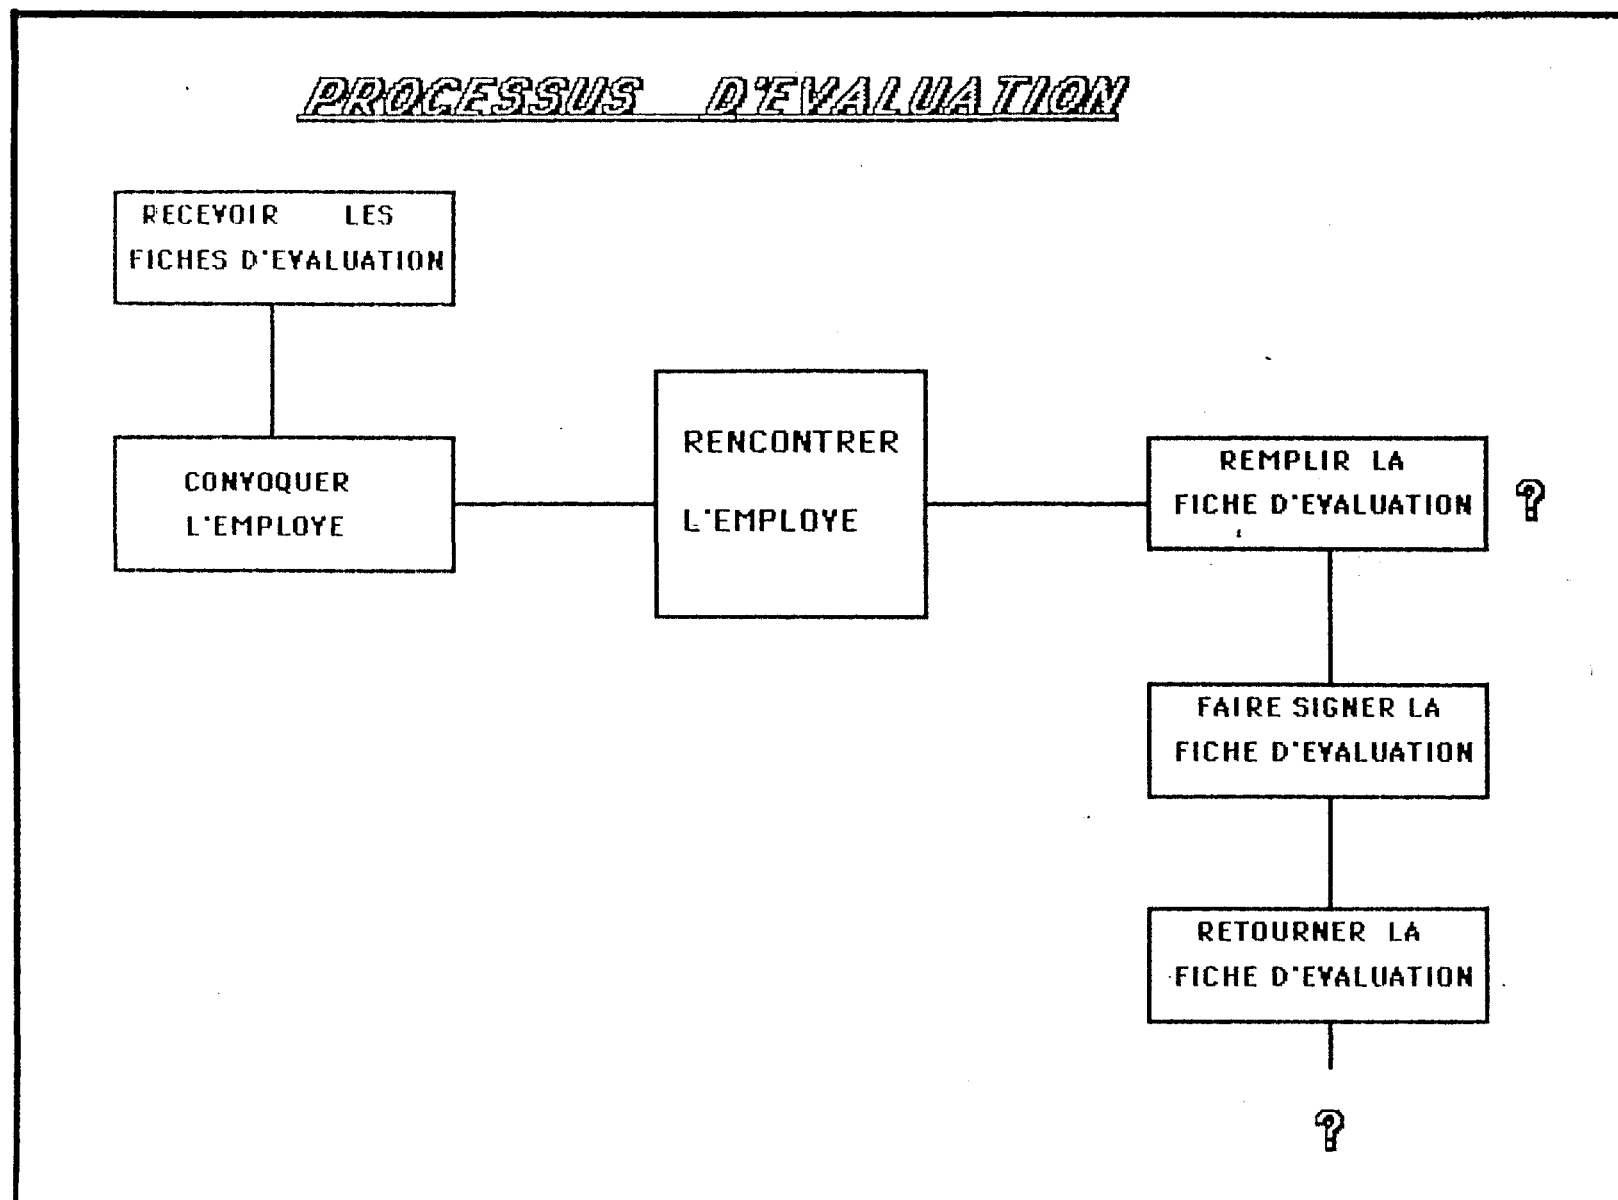 PROCESSUS D'EVALUATION
RECEVOIR LES
FICHES D'EVALUATION
CONVOQUER
L'EMPLOYE
RENCONTRER
L'EMPLOYE
REMPLIR LA
FICHE D'EVALUATION
?
FAIRE SIGNER LA
FICHE D'EVALUATION
RETOURNER LA
FICHE D'EVALUATION
?